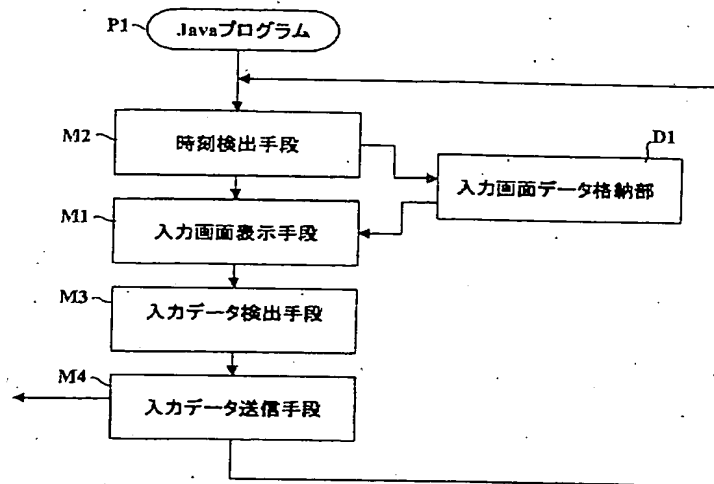 P1
Javaプログラム
M2
時刻検出手段
D1
入力画面データ格納部
M1
入力画面表示手段
M3
入力データ検出手段
M4
入力データ送信手段